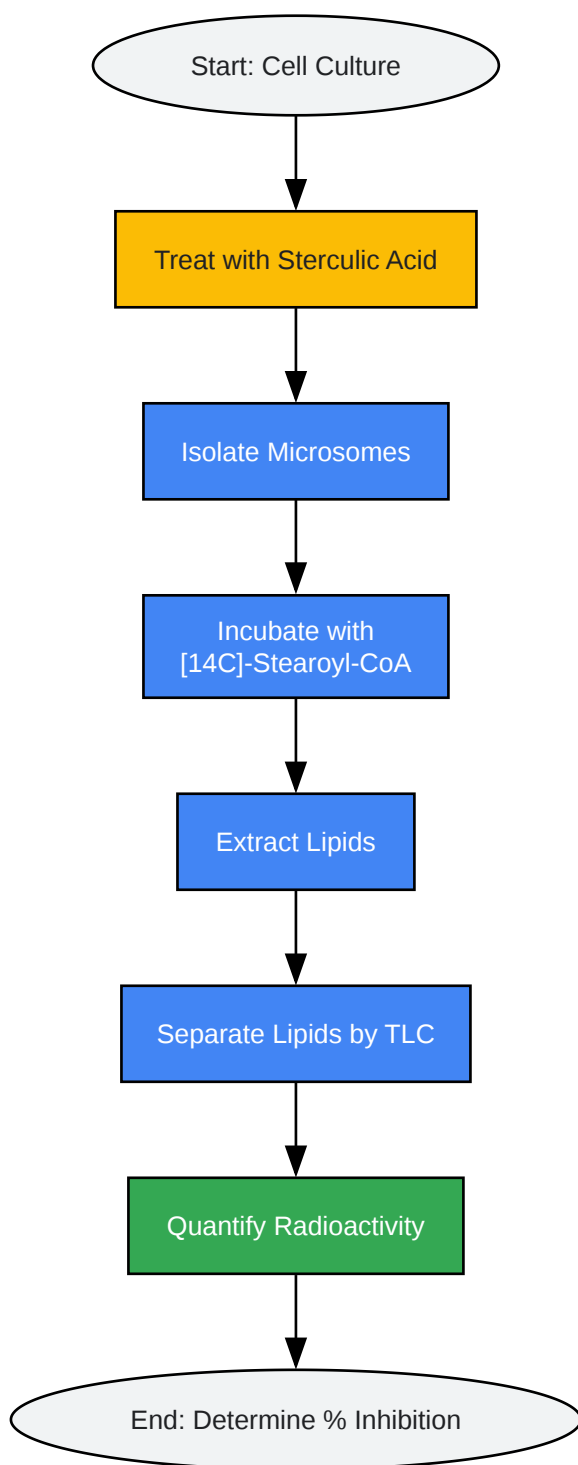 Start: Cell Culture
Treat with Sterculic Acid
Isolate Microsomes
Incubate with
[14C]-Stearoyl-CoA
Extract Lipids
Separate Lipids by TLC
Quantify Radioactivity
End: Determine % Inhibition